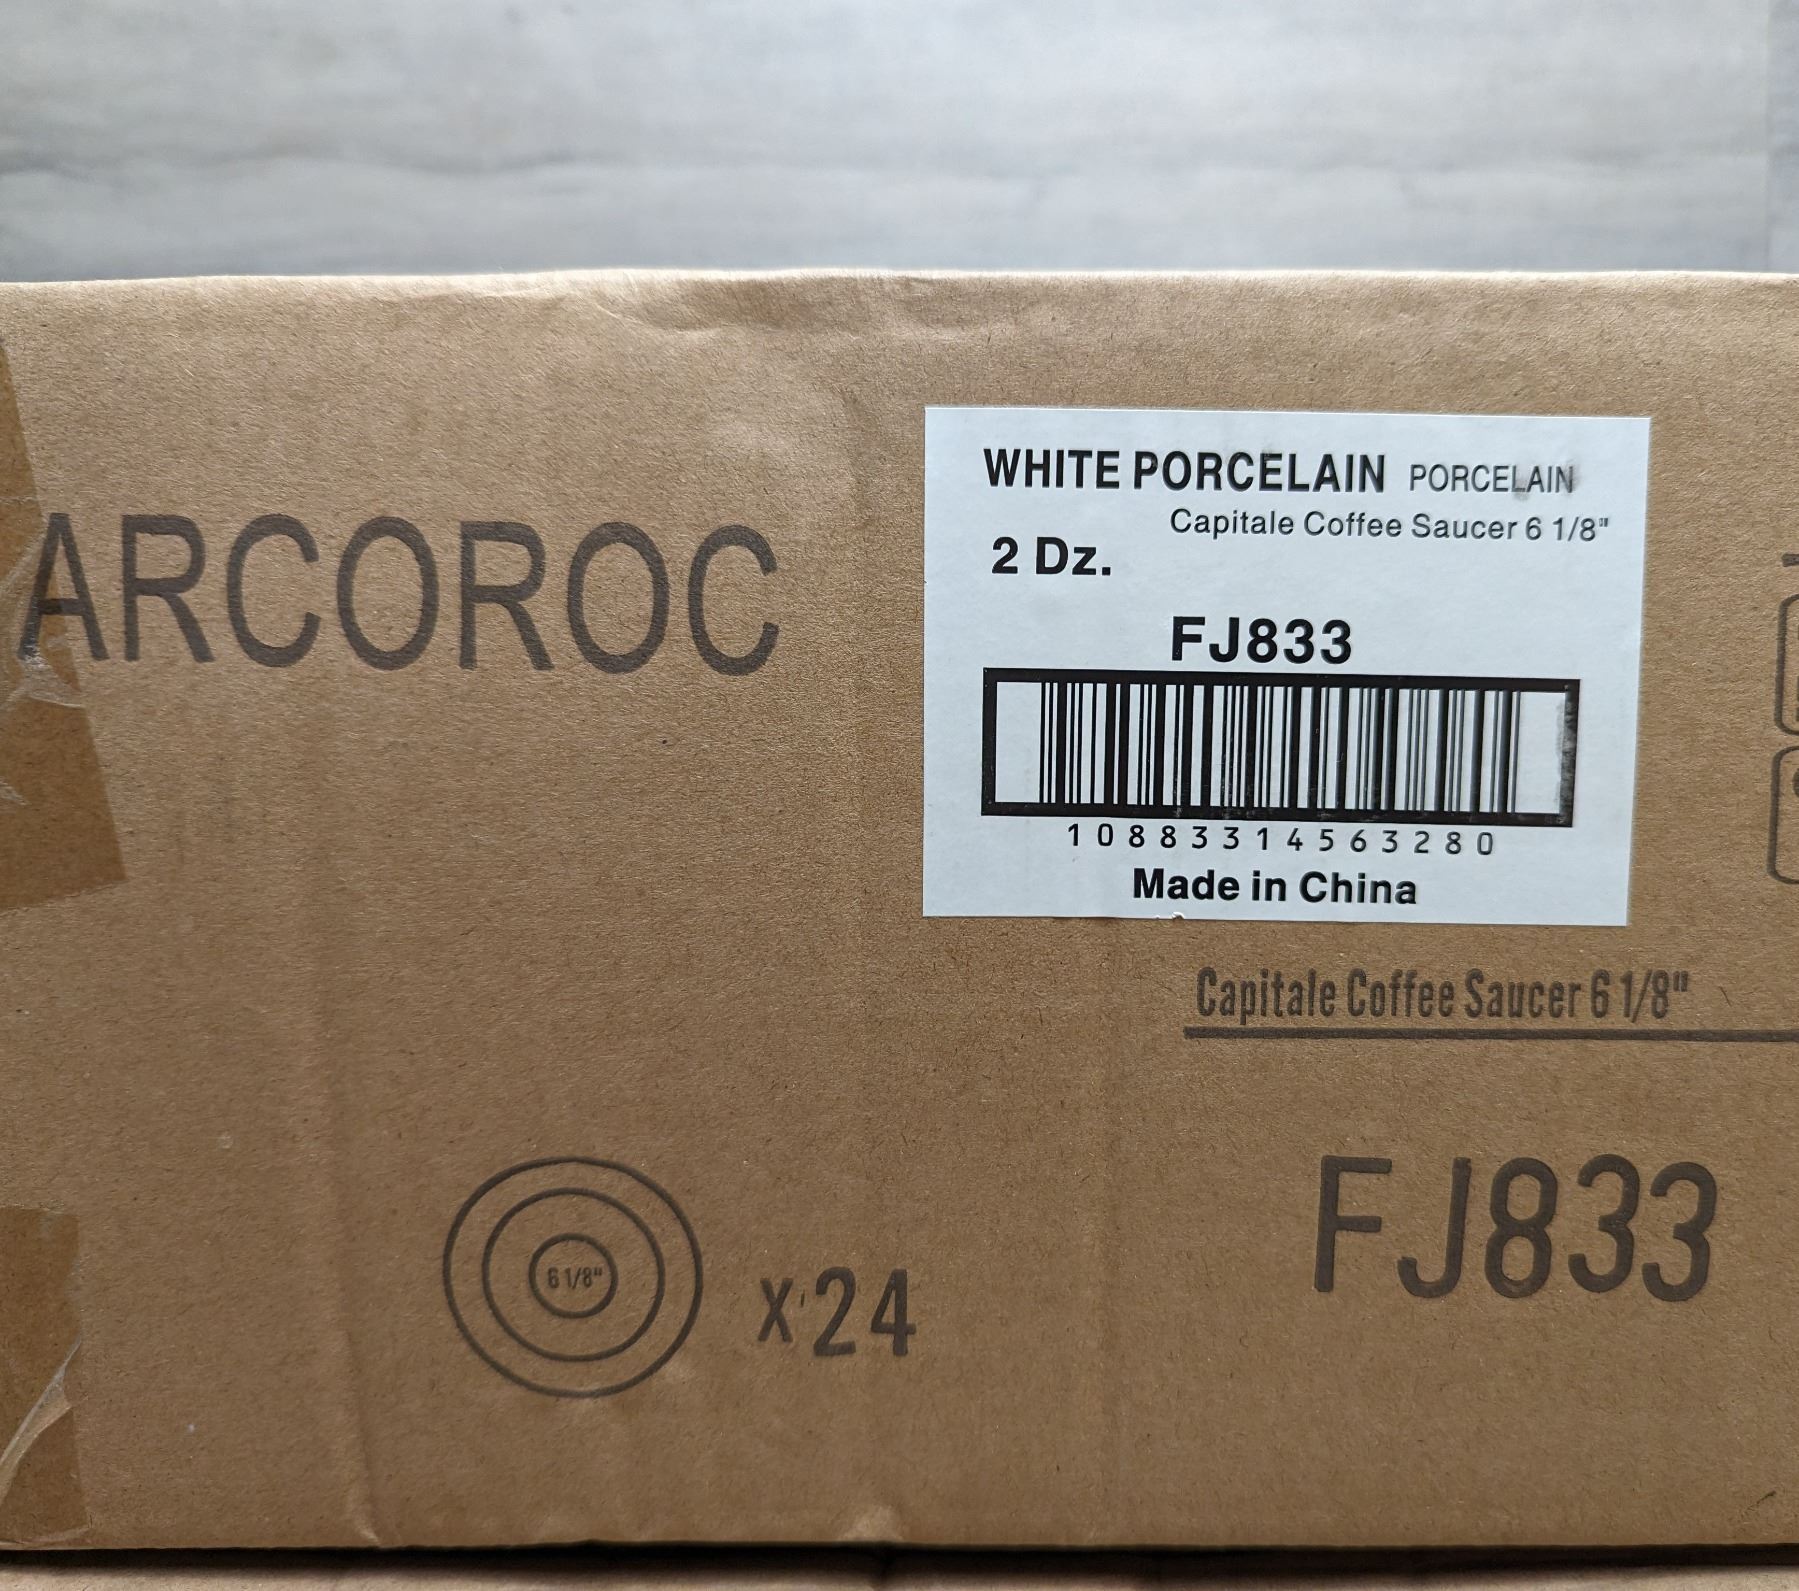 ARCOROC
WHITE PORCELAIN PORCELAIN
Capitale Coffee Saucer 6 1/8"
2 Dz.
FJ833
10883314563280
Made in China
Capitale Coffee Saucer 6 1/8"
6 1/8"
x24
FJ833